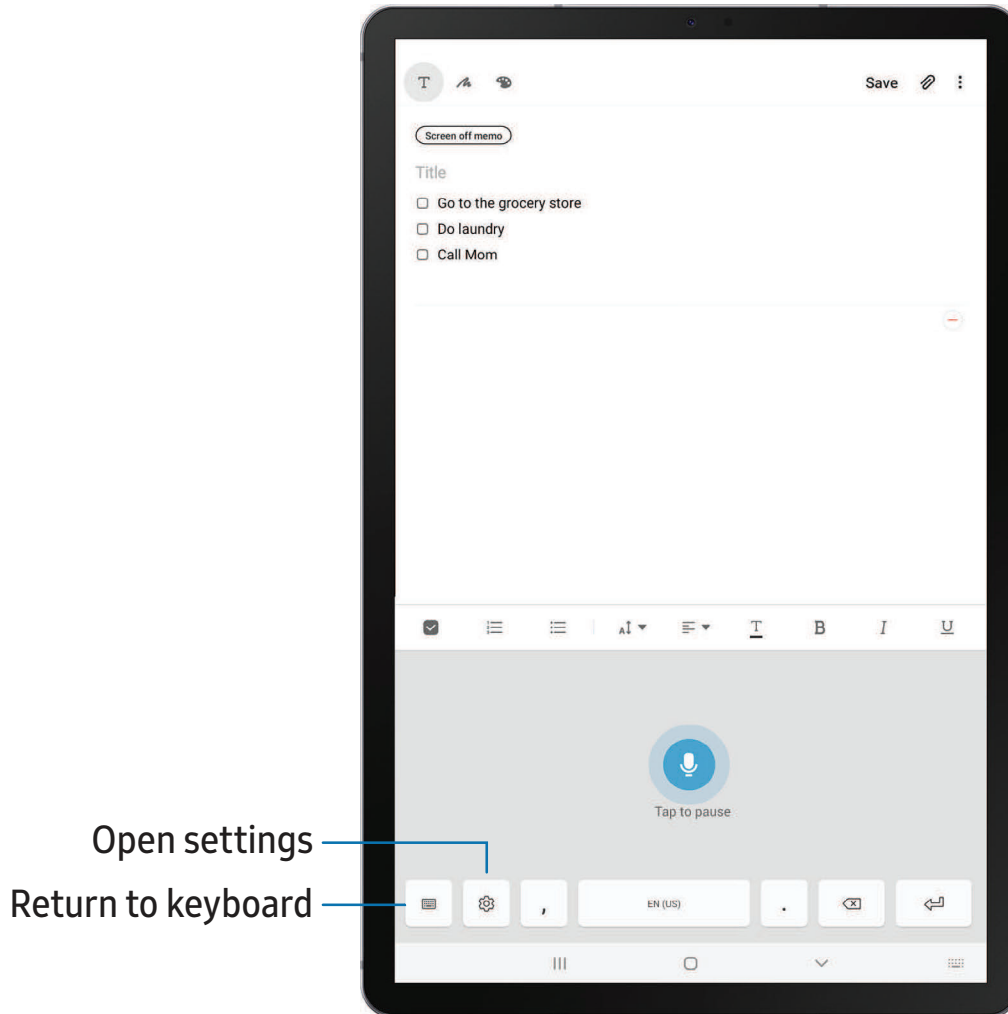 T
Save
Screen off memo
Title
Go to the grocery store
Do laundry
Call Mom
A T B I U
Tap to pause
Open settings
Return to keyboard
, EN (US) .